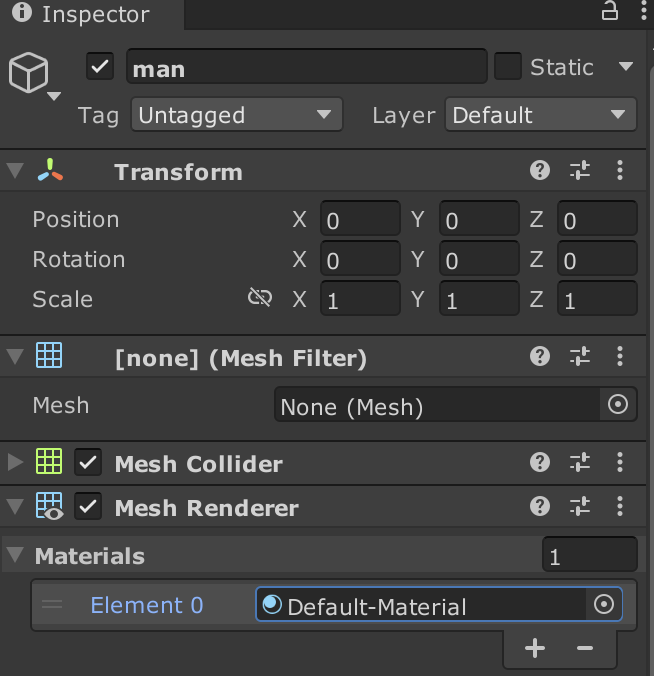 Inspector
man
Static
Tag Untagged Layer Default
Transform
Position X 0 Y 0 Z 0
Rotation X 0 Y 0 Z 0
Scale X 1 Y 1 Z 1
[none] (Mesh Filter)
Mesh None (Mesh)
Mesh Collider
Mesh Renderer
Materials 1
Element 0 Default-Material